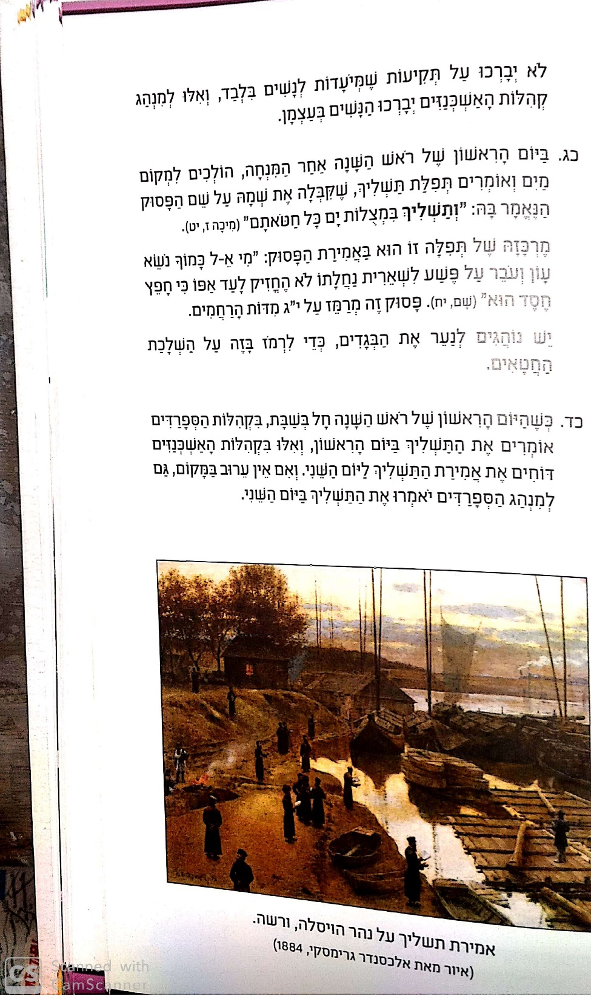 לֹא יְבָרְכוּ עַל תְּקִיעוֹת שֶׁמְּיֹעָדוֹת לְנָשִׁים בִּלְבַד, וְאִלּוּ לְמִנְהַג
קְהִלּוֹת הָאַשְׁכְּנַזִּים יְבָרְכוּ הַנָּשִׁים בְּעַצְמָן.
כג. בַּיּוֹם הָרִאשׁוֹן שֶׁל רֹאשׁ הַשָּׁנָה אַחַר הַמִּנְחָה, הוֹלְכִים לִמְקוֹם
מַיִם וְאוֹמְרִים תְּפִלַּת תַּשְׁלִיךְ, שֶׁקִּבְּלָה אֶת שְׁמָהּ עַל שֵׁם הַפָּסוּק
הַנֶּאֱמָר בָּהּ: "וְתַשְׁלִיךְ בִּמְצֻלוֹת יָם כָּל חַטֹּאתָם" (מִיכָה ז, יט).
מֶרְכָּזָהּ שֶׁל תְּפִלָּה זוֹ הוּא בַּאֲמִירַת הַפָּסוּק: "מִי אֵ-ל כָּמוֹךָ נֹשֵׂא
עָוֹן וְעֹבֵר עַל פֶּשַׁע לִשְׁאֵרִית נַחֲלָתוֹ לֹא הֶחֱזִיק לָעַד אַפּוֹ כִּי חָפֵץ
חֶסֶד הוּא" (שָׁם, יח). פָּסוּק זֶה מְרַמֵּז עַל י"ג מִדּוֹת הָרַחֲמִים.
יֵשׁ נוֹהֲגִים לְנַעֵר אֶת הַבְּגָדִים, כְּדֵי לִרְמֹז בָּזֶה עַל הַשְׁלָכַת
הַחֲטָאִים.
כד. כְּשֶׁהַיּוֹם הָרִאשׁוֹן שֶׁל רֹאשׁ הַשָּׁנָה חָל בְּשַׁבָּת, בִּקְהִלּוֹת הַסְּפָרַדִּים
אוֹמְרִים אֶת הַתַּשְׁלִיךְ בַּיּוֹם הָרִאשׁוֹן, וְאִלּוּ בִּקְהִלּוֹת הָאַשְׁכְּנַזִּים
דּוֹחִים אֶת אֲמִירַת הַתַּשְׁלִיךְ לַיּוֹם הַשֵּׁנִי. וְאִם אֵין עֵרוּב בַּמָּקוֹם, גַּם
לְמִנְהַג הַסְּפָרַדִּים יֹאמְרוּ אֶת הַתַּשְׁלִיךְ בַּיּוֹם הַשֵּׁנִי.
אמירת תשליך על נהר הויסלה, ורשה.
(איור מאת אלכסנדר גרימסקי, 1884)
CS Scanned with
CamScanner